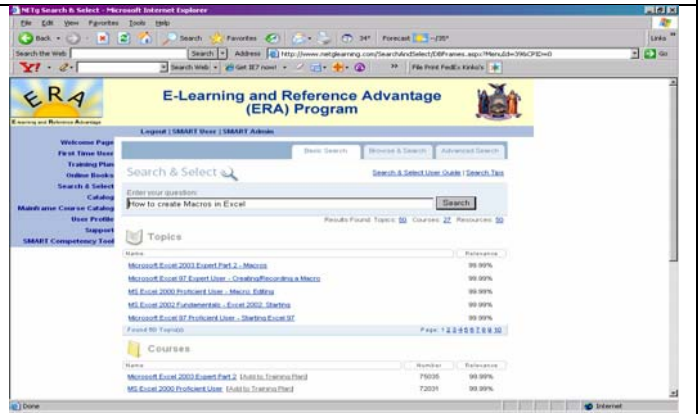 NETg Search & Select - Microsoft Internet Explorer
File Edit View Favorites Tools Help
Back Search Favorites 34° Forecast --/35° Links
Search the Web Search Address http://www.netglearning.com/SearchAndSelect/DBFrames.aspx?MenuId=396CPID=0 Go
Y! Search Web Get IE7 now! File Print FedEx Kinko's
ERA
E-Learning and Reference Advantage
E-Learning and Reference Advantage
(ERA) Program
Logout | SMART User | SMART Admin
Welcome Page
First Time User
Training Plan
Online Books
Search & Select
Catalog
Mainframe Course Catalog
User Profile
Support
SMART Competency Tool
Basic Search Browse & Search Advanced Search
Search & Select
Search & Select User Guide | Search Tips
Enter your question:
How to create Macros in Excel Search
Results Found: Topics: 50 Courses: 27 Resources: 50
Topics
Name Relevance
Microsoft Excel 2003 Expert Part 2 - Macros 99.99%
Microsoft Excel 97 Expert User - Creating/Recording a Macro 99.99%
MS Excel 2000 Proficient User - Macro Editing 99.99%
MS Excel 2002 Fundamentals - Excel 2002: Starting 99.99%
Microsoft Excel 97 Proficient User - Starting Excel 97 99.99%
Found 50 Topic(s) Page: 1 2 3 4 5 6 7 8 9 10
Courses
Name Number Relevance
Microsoft Excel 2003 Expert Part 2 [Add to Training Plan] 75035 99.99%
MS Excel 2000 Proficient User [Add to Training Plan] 72031 99.99%
Done Internet